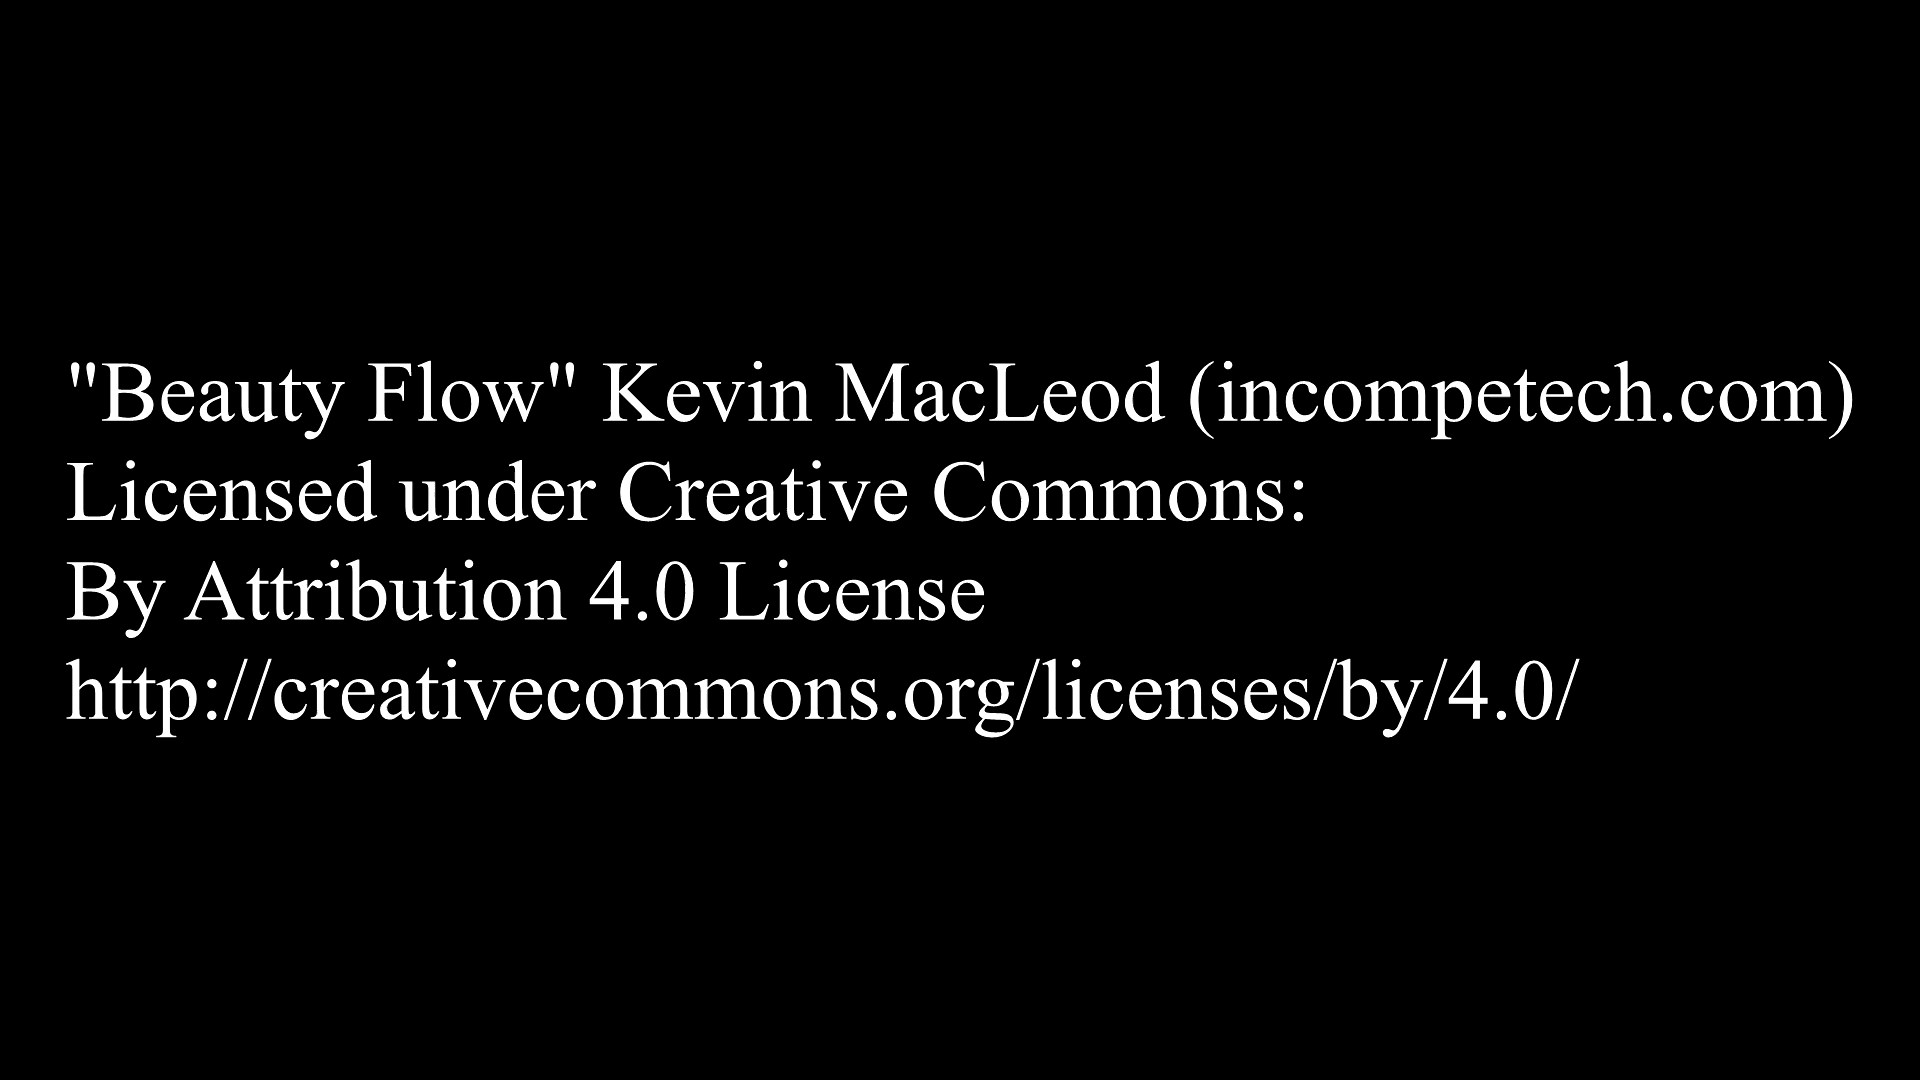 "Beauty Flow" Kevin MacLeod (incompetech.com)
Licensed under Creative Commons:
By Attribution 4.0 License
http://creativecommons.org/licenses/by/4.0/